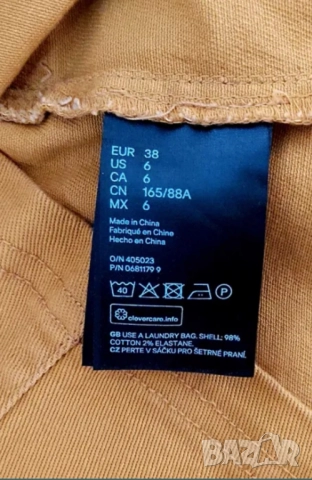 EUR 38
US 6
CA 6
CN 165/88A
MX 6
Made in China
Fabriqué en Chine
Hecho en China
O/N 405023
P/N 0681179 9
40
P
clevercare.info
GB USE A LAUNDRY BAG. SHELL: 98%
COTTON 2% ELASTANE.
CZ PERTE V SÁČKU PRO ŠETRNÉ PRANÍ.
BAZAR
bg